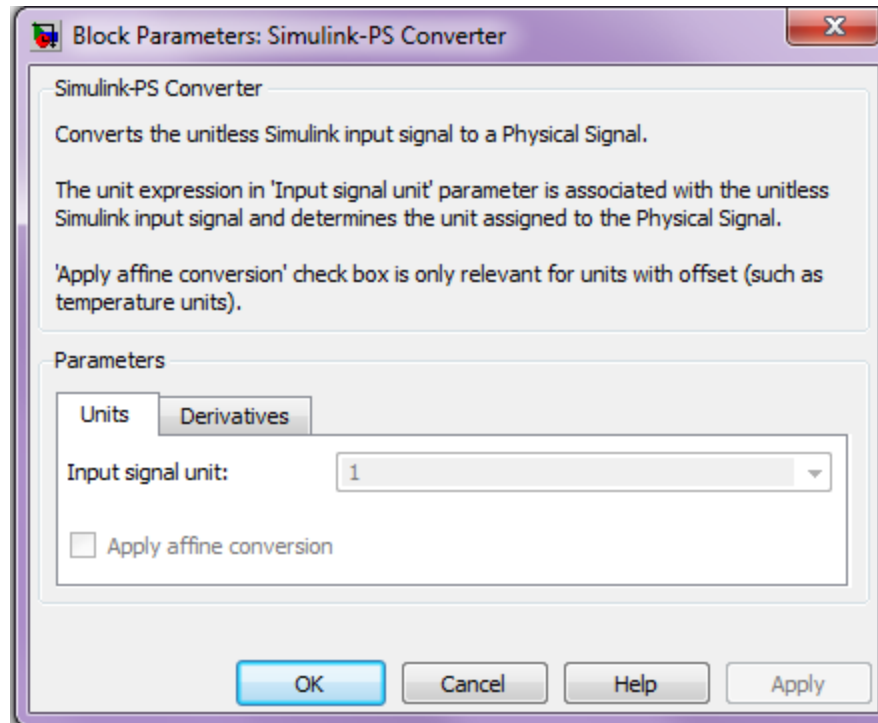 Block Parameters: Simulink-PS Converter
Simulink-PS Converter
Converts the unitless Simulink input signal to a Physical Signal.
The unit expression in 'Input signal unit' parameter is associated with the unitless
Simulink input signal and determines the unit assigned to the Physical Signal.
'Apply affine conversion' check box is only relevant for units with offset (such as
temperature units).
Parameters
Units Derivatives
Input signal unit: 1
Apply affine conversion
OK Cancel Help Apply